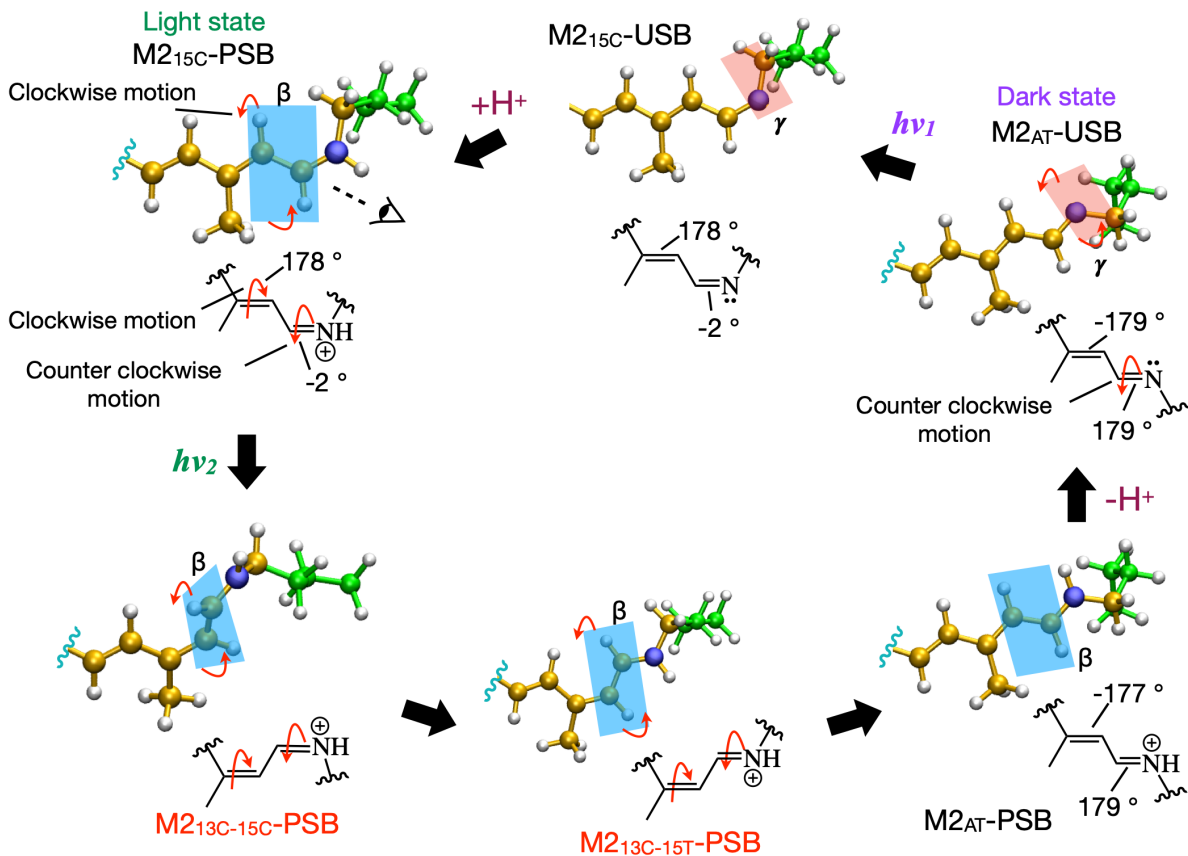 Light state
M2₁₅C-PSB
Clockwise motion
β
+H⁺
M2₁₅C-USB
γ
hν₁
Dark state
M2AT-USB
γ
178 °
Clockwise motion
NH
+
Counter clockwise
motion
-2 °
178 °
N
-2 °
-179 °
N
Counter clockwise
motion
179 °
hν₂
-H⁺
β
NH
+
M2₁₃C-₁₅C-PSB
β
NH
+
M2₁₃C-₁₅T-PSB
β
-177 °
NH
+
179 °
M2AT-PSB